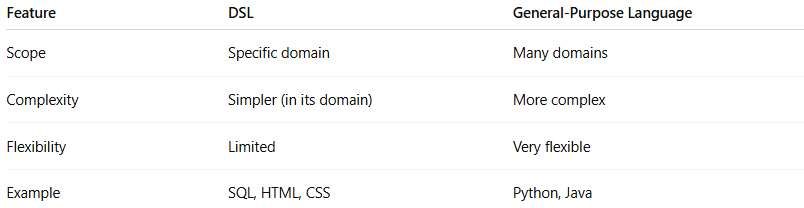 Feature DSL General-Purpose Language
Scope Specific domain Many domains
Complexity Simpler (in its domain) More complex
Flexibility Limited Very flexible
Example SQL, HTML, CSS Python, Java